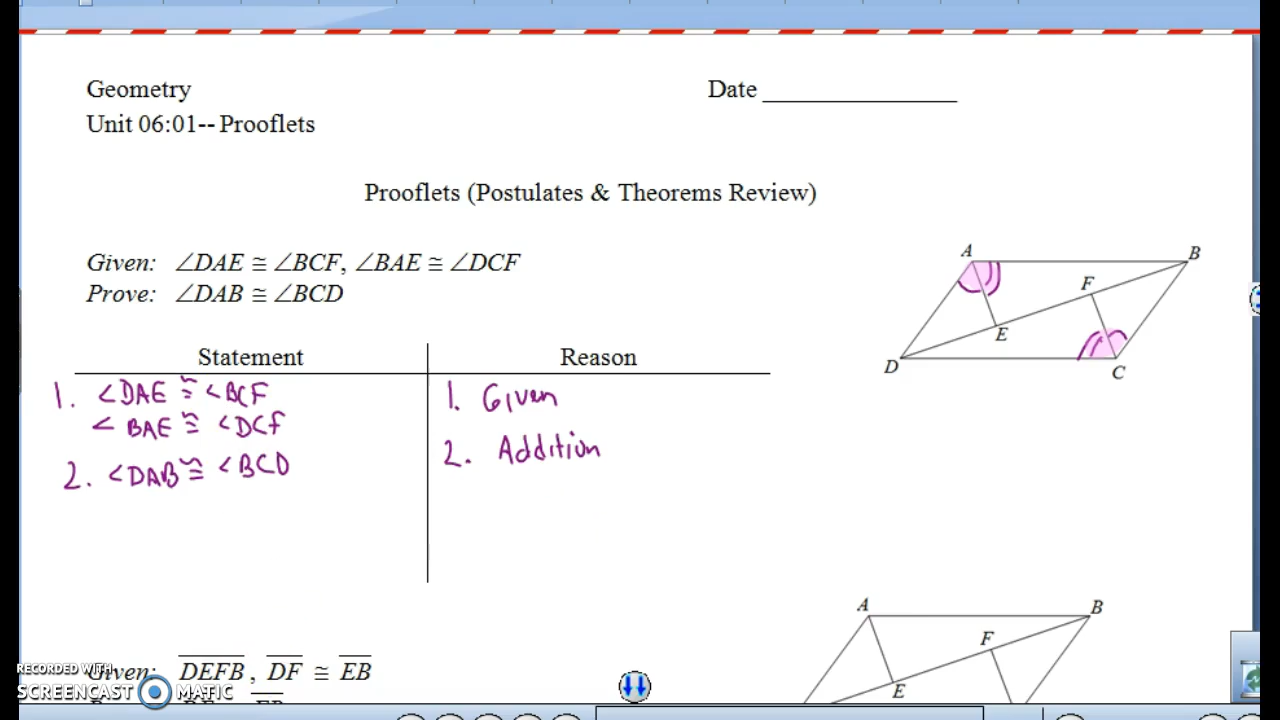 Geometry
Date
Unit 06:01-- Prooflets
Prooflets (Postulates & Theorems Review)
Given: ∠DAE ≅ ∠BCF, ∠BAE ≅ ∠DCF
Prove: ∠DAB ≅ ∠BCD
A
B
F
E
D
C
Statement
Reason
1. ∠DAE ≅ ∠BCF
∠BAE ≅ ∠DCF
1. Given
2. ∠DAB ≅ ∠BCD
2. Addition
A
B
F
E
Given: DEFB, DF ≅ EB
RECORDED WITH
SCREENCAST MATIC